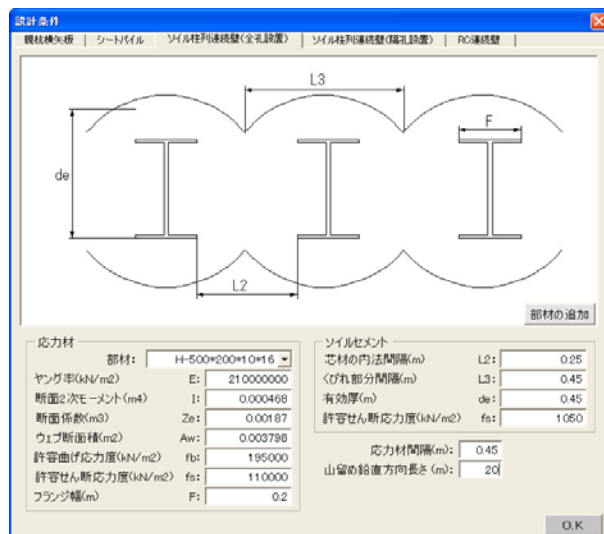 設計条件
親杭横矢板
シートパイル
ソイル柱列連続壁(全孔設置)
ソイル柱列連続壁(隔孔設置)
RC連続壁
L3
F
de
L2
部材の追加
応力材
部材: H-500*200*10*16
ヤング率(kN/m2) E: 210000000
断面2次モーメント(m4) I: 0.000468
断面係数(m3) Ze: 0.00187
ウェブ断面積(m2) Aw: 0.003798
許容曲げ応力度(kN/m2) fb: 195000
許容せん断応力度(kN/m2) fs: 110000
フランジ幅(m) F: 0.2
ソイルセメント
芯材の内法間隔(m) L2: 0.25
くびれ部分間隔(m) L3: 0.45
有効厚(m) de: 0.45
許容せん断応力度(kN/m2) fs: 1050
応力材間隔(m): 0.45
山留め鉛直方向長さ(m): 20
O.K